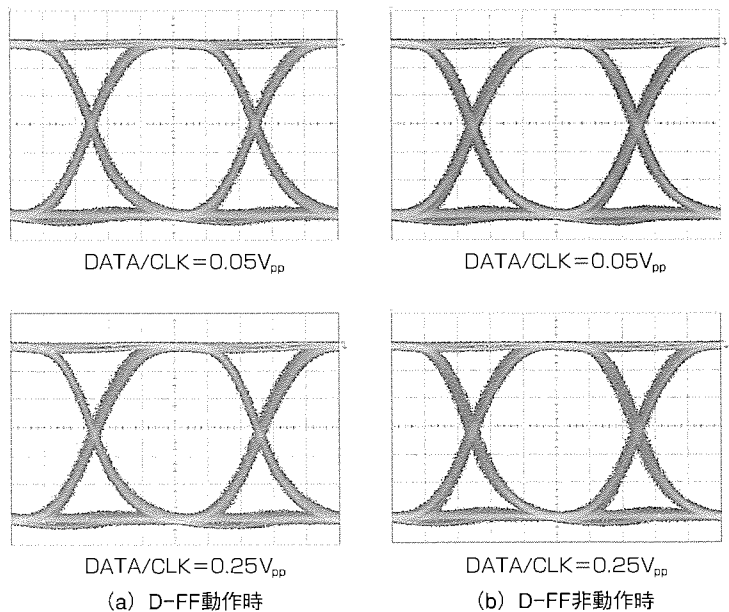 DATA/CLK=0.05Vpp
DATA/CLK=0.05Vpp
DATA/CLK=0.25Vpp
DATA/CLK=0.25Vpp
(a) D-FF動作時
(b) D-FF非動作時